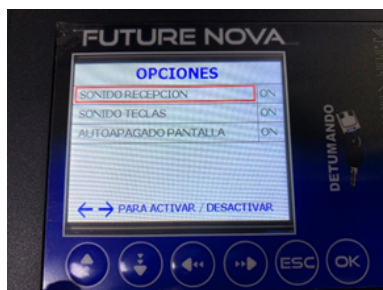 FUTURE NOVA
OPCIONES
SONIDO RECEPCION ON
SONIDO TECLAS ON
AUTOAPAGADO PANTALLA ON
← → PARA ACTIVAR / DESACTIVAR
DETUMANDO
ESC OK